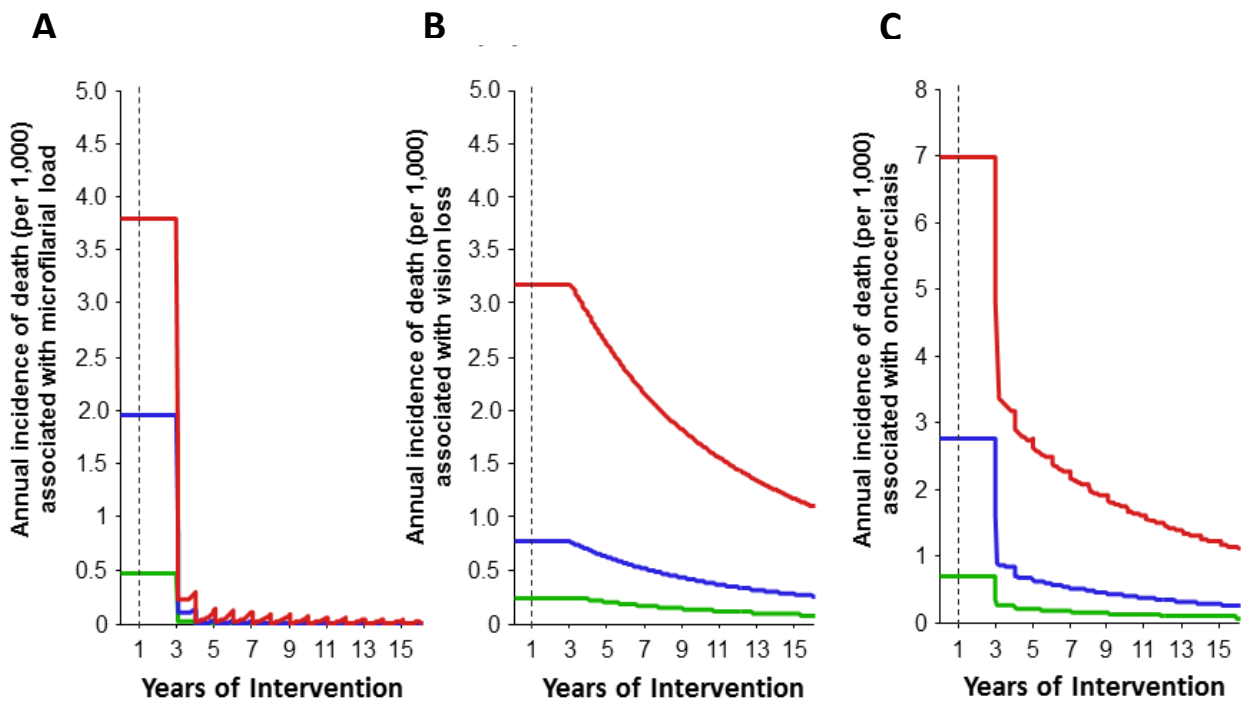 A
B
C
Annual incidence of death (per 1,000)
associated with microfilarial load
5.0
4.5
4.0
3.5
3.0
2.5
2.0
1.5
1
0.5
0
1 3 5 7 9 11 13 15
Years of Intervention
Annual incidence of death (per 1,000)
associated with vision loss
5.0
4.5
4.0
3.5
3.0
2.5
2.0
1.5
1.0
0.5
0
1 3 5 7 9 11 13 15
Years of Intervention
Annual incidence of death (per 1,000)
associated with onchocerciasis
8
7
6
5
4
3
2
1
0
1 3 5 7 9 11 13 15
Years of Intervention